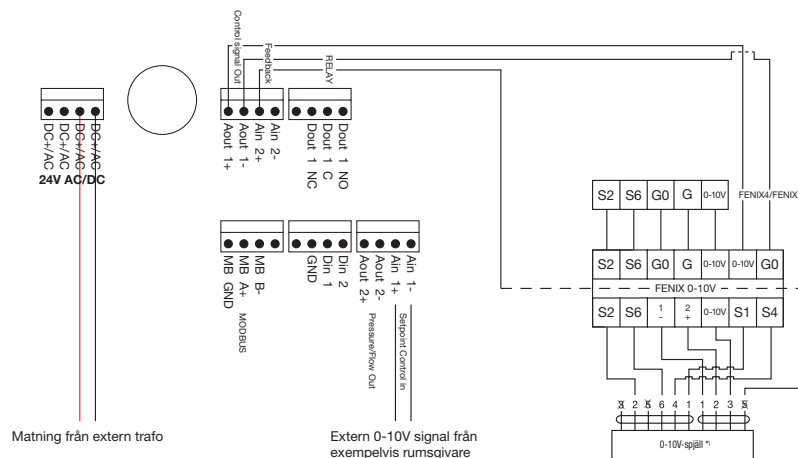 Control signal Out
Feedback
RELAY
DC+/AC
DC+/AC
DC+/AC
DC+/AC
24V AC/DC
Aout 1+
Aout 1-
Ain 2+
Ain 2-
Dout 1 NC
Dout 1 C
Dout 1 NO
S2 S6 G0 G 0-10V FENIX4/FENIX
S2 S6 G0 G 0-10V 0-10V G0
FENIX 0-10V
S2 S6 1 - 2 + 0-10V S1 S4
MB GND
MB A+
MB B-
MODBUS
GND
Din 1
Din 2
Aout 2+
Aout 2-
Ain 1+
Ain 1-
Pressure/Flow Out
Setpoint Control in
3 2 5 6 4 1 1 2 3 5
0-10V-spjäll *)
Matning från extern trafo
Extern 0-10V signal från
exempelvis rumsgivare